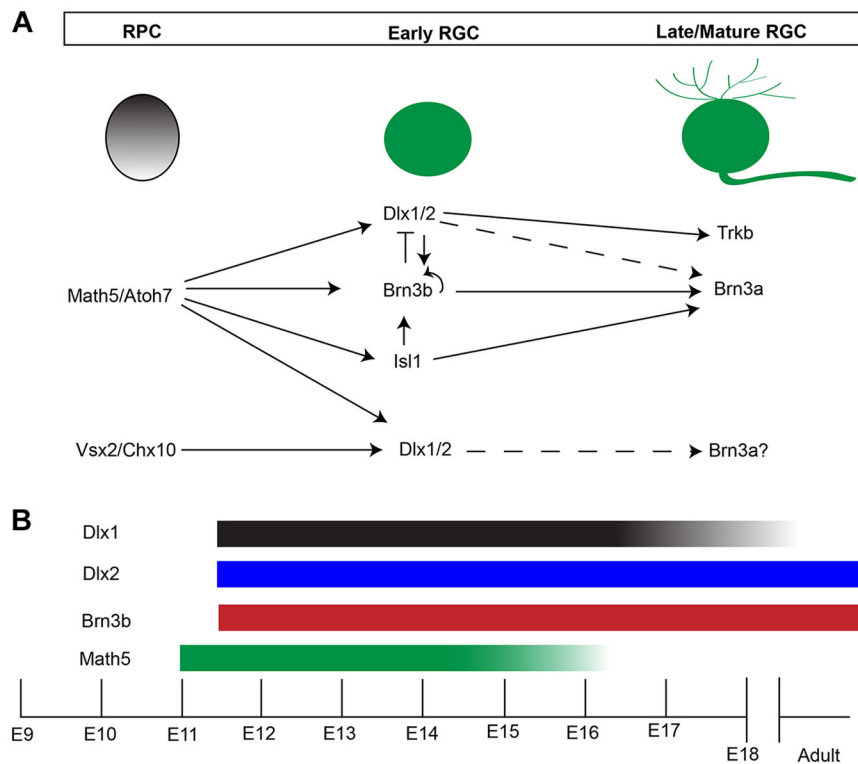 A
RPC Early RGC Late/Mature RGC
Dlx1/2
Trkb
Math5/Atoh7 Brn3b Brn3a
Isl1
Vsx2/Chx10 Dlx1/2 Brn3a?
B
Dlx1
Dlx2
Brn3b
Math5
E9 E10 E11 E12 E13 E14 E15 E16 E17 E18 Adult